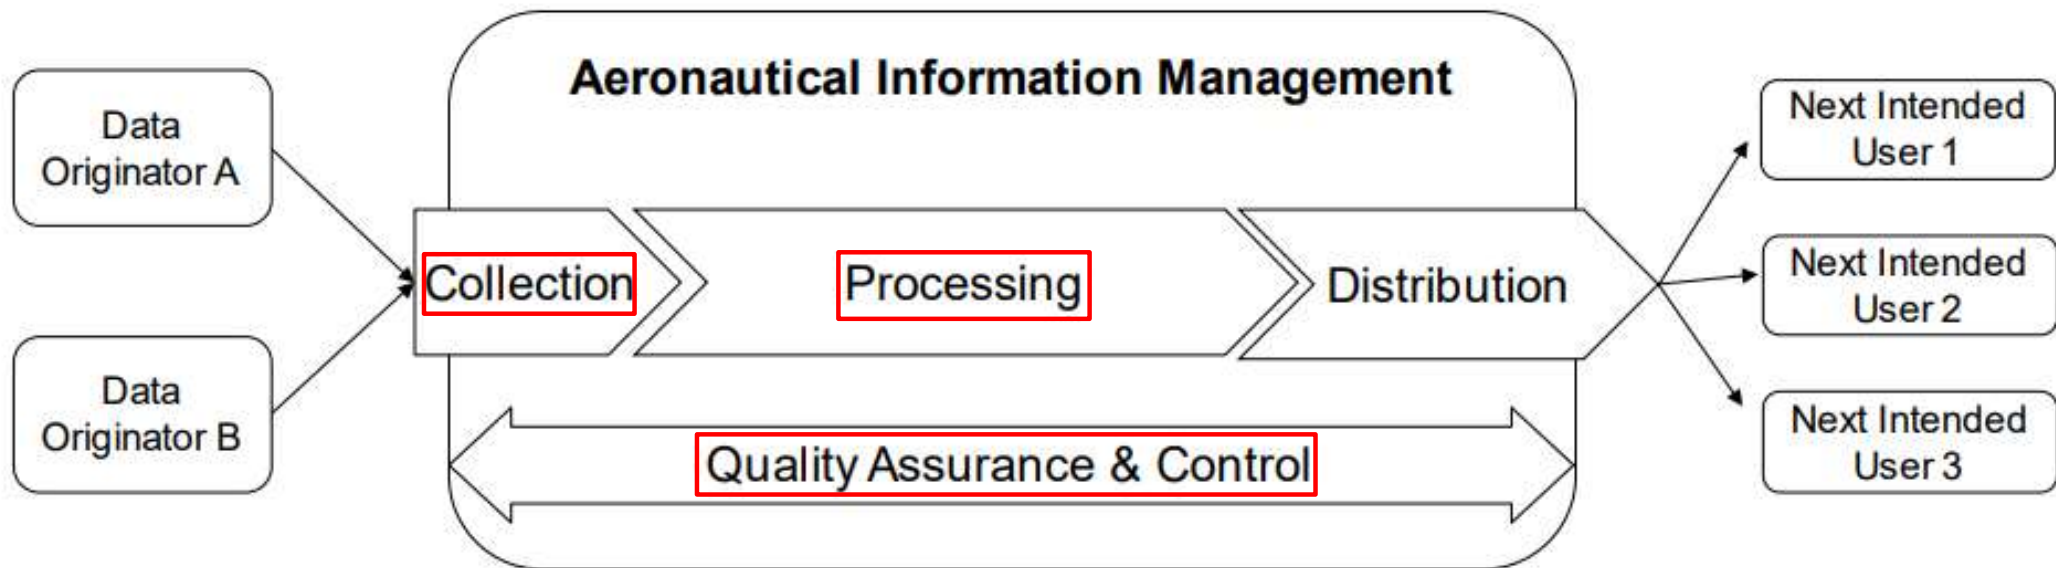 Aeronautical Information Management
Data
Originator A
Data
Originator B
Collection
Processing
Distribution
Quality Assurance & Control
Next Intended
User 1
Next Intended
User 2
Next Intended
User 3